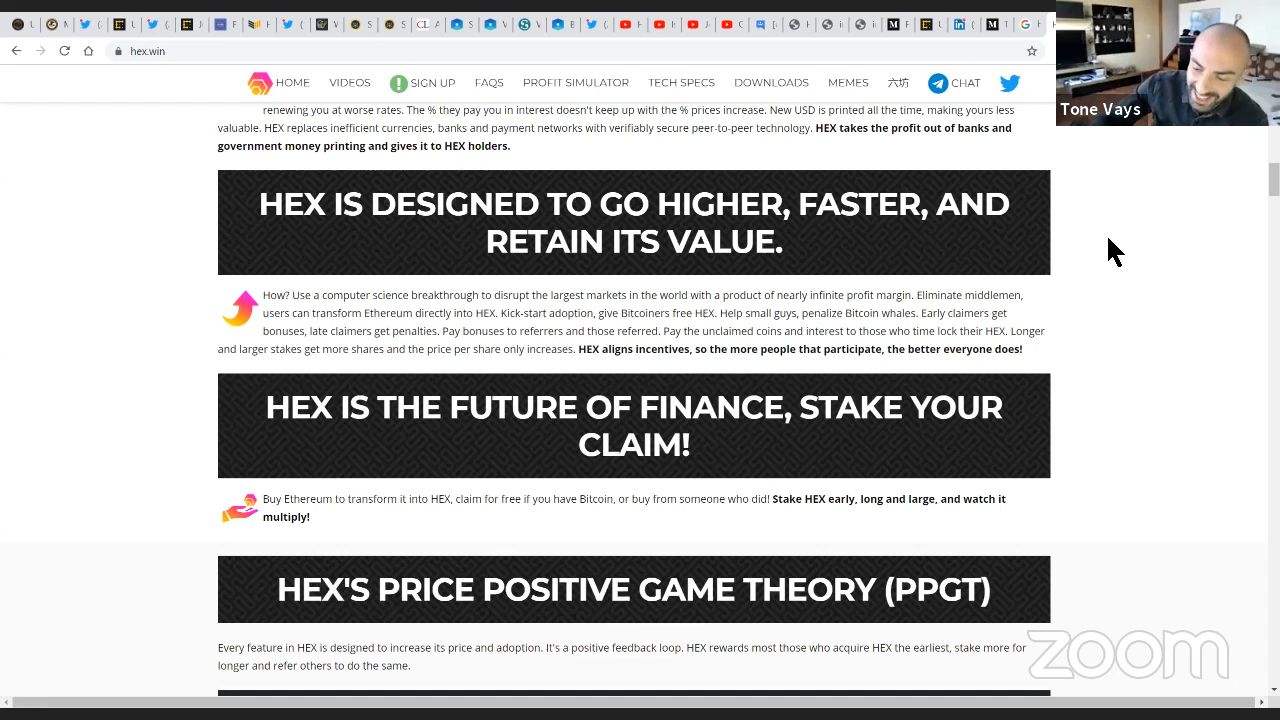 hex.win
HOME VIDEOS SIGN UP FAQS PROFIT SIMULATOR TECH SPECS DOWNLOADS MEMES 六坊 CHAT
Tone Vays
renewing you at worse rates. The % they pay you in interest doesn't keep up with the % prices increase. New USD is printed all the time, making yours less
valuable. HEX replaces inefficient currencies, banks and payment networks with verifiably secure peer-to-peer technology. HEX takes the profit out of banks and
government money printing and gives it to HEX holders.
HEX IS DESIGNED TO GO HIGHER, FASTER, AND
RETAIN ITS VALUE.
How? Use a computer science breakthrough to disrupt the largest markets in the world with a product of nearly infinite profit margin. Eliminate middlemen,
users can transform Ethereum directly into HEX. Kick-start adoption, give Bitcoiners free HEX. Help small guys, penalize Bitcoin whales. Early claimers get
bonuses, late claimers get penalties. Pay bonuses to referrers and those referred. Pay the unclaimed coins and interest to those who time lock their HEX. Longer
and larger stakes get more shares and the price per share only increases. HEX aligns incentives, so the more people that participate, the better everyone does!
HEX IS THE FUTURE OF FINANCE, STAKE YOUR
CLAIM!
Buy Ethereum to transform it into HEX, claim for free if you have Bitcoin, or buy from someone who did! Stake HEX early, long and large, and watch it
multiply!
HEX'S PRICE POSITIVE GAME THEORY (PPGT)
Every feature in HEX is designed to increase its price and adoption. It's a positive feedback loop. HEX rewards most those who acquire HEX the earliest, stake more for
longer and refer others to do the same.
zoom